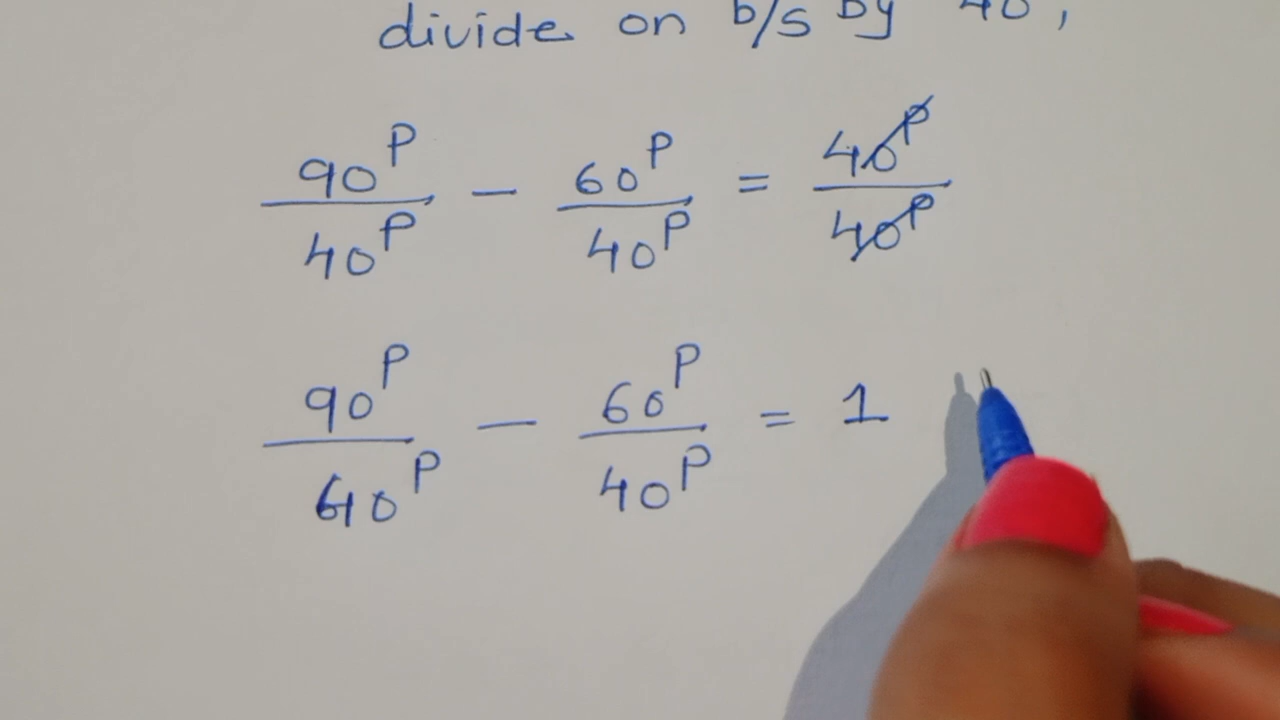 divide on b/s by 40,
90^P/40^P - 60^P/40^P = 40^P/40^P
90^P/40^P - 60^P/40^P = 1